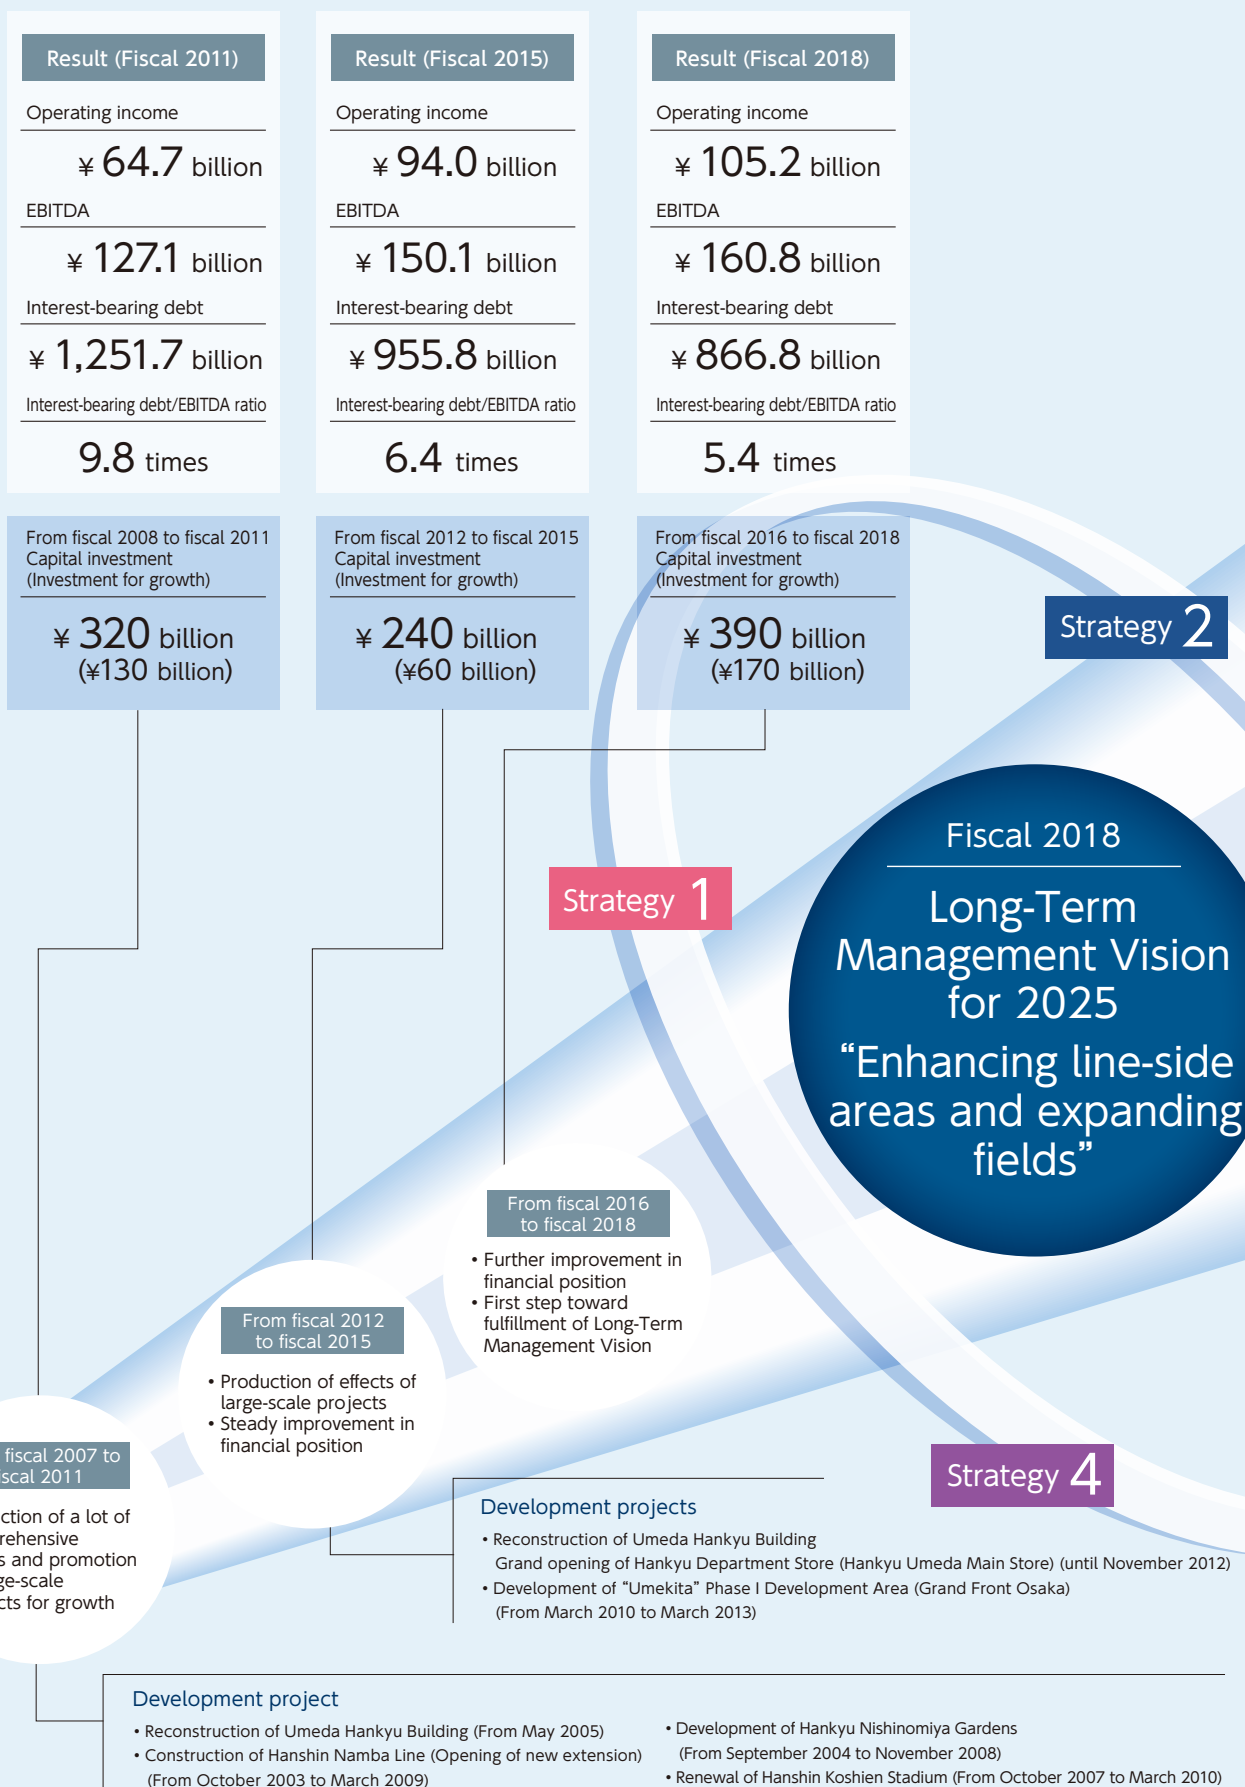 Result (Fiscal 2011)
Operating income
¥ 64.7 billion
EBITDA
¥ 127.1 billion
Interest-bearing debt
¥ 1,251.7 billion
Interest-bearing debt/EBITDA ratio
9.8 times
From fiscal 2008 to fiscal 2011
Capital investment
(Investment for growth)
¥ 320 billion
(¥130 billion)
Result (Fiscal 2015)
Operating income
¥ 94.0 billion
EBITDA
¥ 150.1 billion
Interest-bearing debt
¥ 955.8 billion
Interest-bearing debt/EBITDA ratio
6.4 times
From fiscal 2012 to fiscal 2015
Capital investment
(Investment for growth)
¥ 240 billion
(¥60 billion)
Result (Fiscal 2018)
Operating income
¥ 105.2 billion
EBITDA
¥ 160.8 billion
Interest-bearing debt
¥ 866.8 billion
Interest-bearing debt/EBITDA ratio
5.4 times
From fiscal 2016 to fiscal 2018
Capital investment
(Investment for growth)
¥ 390 billion
(¥170 billion)
Strategy 2
Strategy 1
Fiscal 2018
Long-Term
Management Vision
for 2025
“Enhancing line-side
areas and expanding
fields”
From fiscal 2016
to fiscal 2018
• Further improvement in
financial position
• First step toward
fulfillment of Long-Term
Management Vision
From fiscal 2012
to fiscal 2015
• Production of effects of
large-scale projects
• Steady improvement in
financial position
fiscal 2007 to
2011
of a lot of
and promotion
for growth
Strategy 4
Development projects
• Reconstruction of Umeda Hankyu Building
Grand opening of Hankyu Department Store (Hankyu Umeda Main Store) (until November 2012)
• Development of “Umekita” Phase I Development Area (Grand Front Osaka)
(From March 2010 to March 2013)
Development project
• Reconstruction of Umeda Hankyu Building (From May 2005)
• Construction of Hanshin Namba Line (Opening of new extension)
(From October 2003 to March 2009)
• Development of Hankyu Nishinomiya Gardens
(From September 2004 to November 2008)
• Renewal of Hanshin Koshien Stadium (From October 2007 to March 2010)